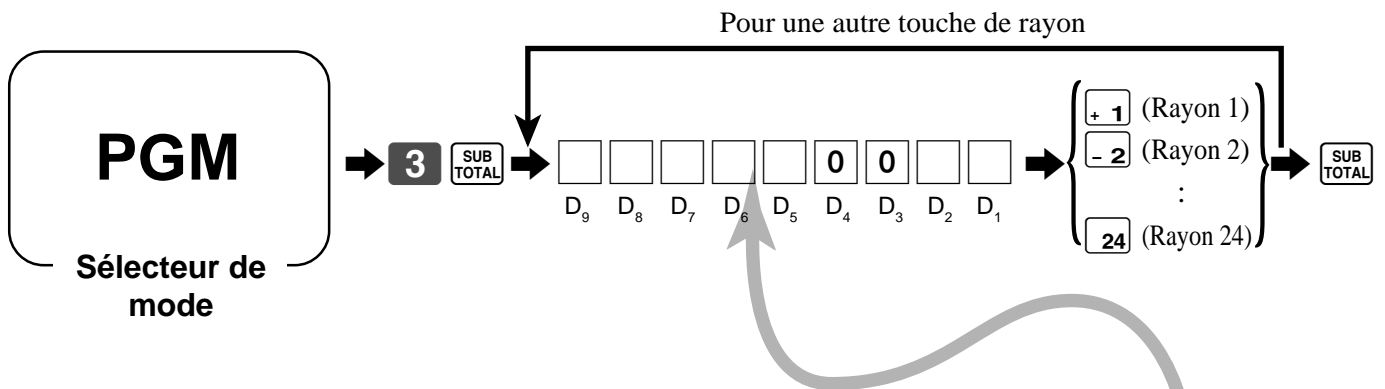 Pour une autre touche de rayon
PGM
Sélecteur de
mode
3 SUB TOTAL
0 0
D9 D8 D7 D6 D5 D4 D3 D2 D1
+ 1 (Rayon 1)
- 2 (Rayon 2)
:
24 (Rayon 24)
SUB TOTAL